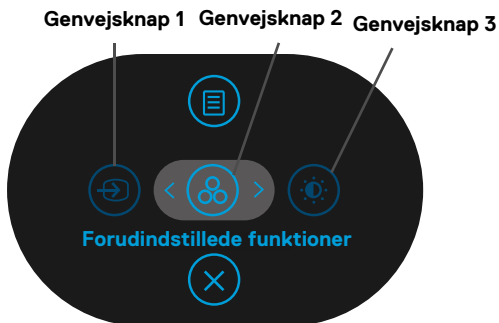 Genvejsknap 1
Genvejsknap 2
Genvejsknap 3
Forudindstillede funktioner